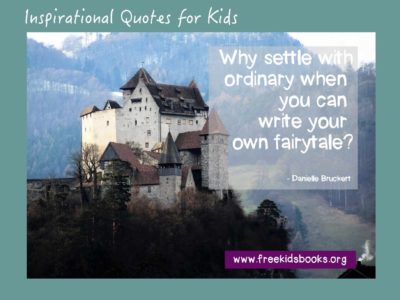 Inspirational Quotes for Kids
Why settle with
ordinary when
you can
write your
own fairytale?
- Danielle Bruckert
www.freekidsbooks.org